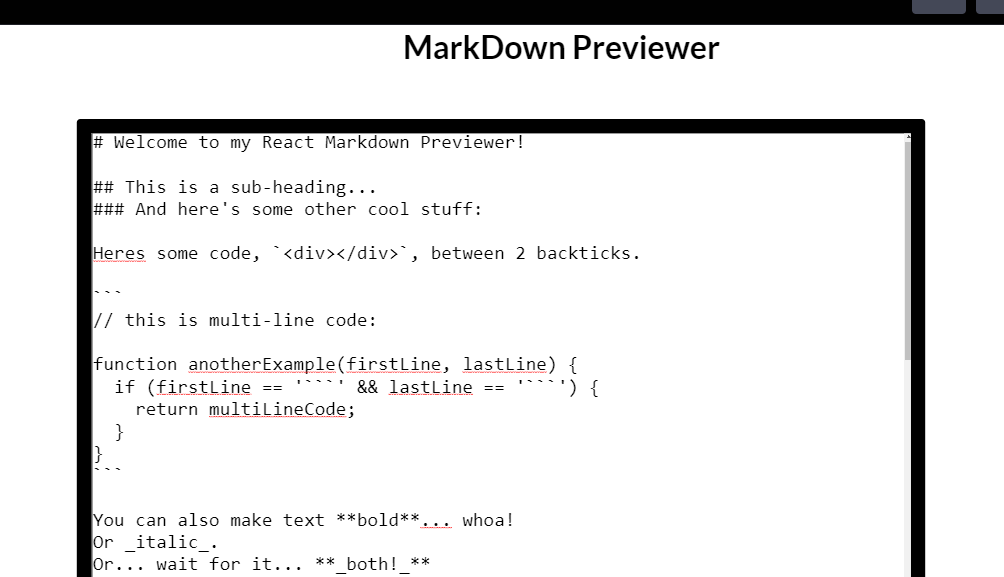 MarkDown Previewer
# Welcome to my React Markdown Previewer!
## This is a sub-heading...
### And here's some other cool stuff:
Heres some code, `<div></div>`, between 2 backticks.
```
// this is multi-line code:
function anotherExample(firstLine, lastLine) {
  if (firstLine == '```' && lastLine == '```') {
    return multiLineCode;
  }
}
```
You can also make text **bold**... whoa!
Or _italic_.
Or... wait for it... **_both!_**